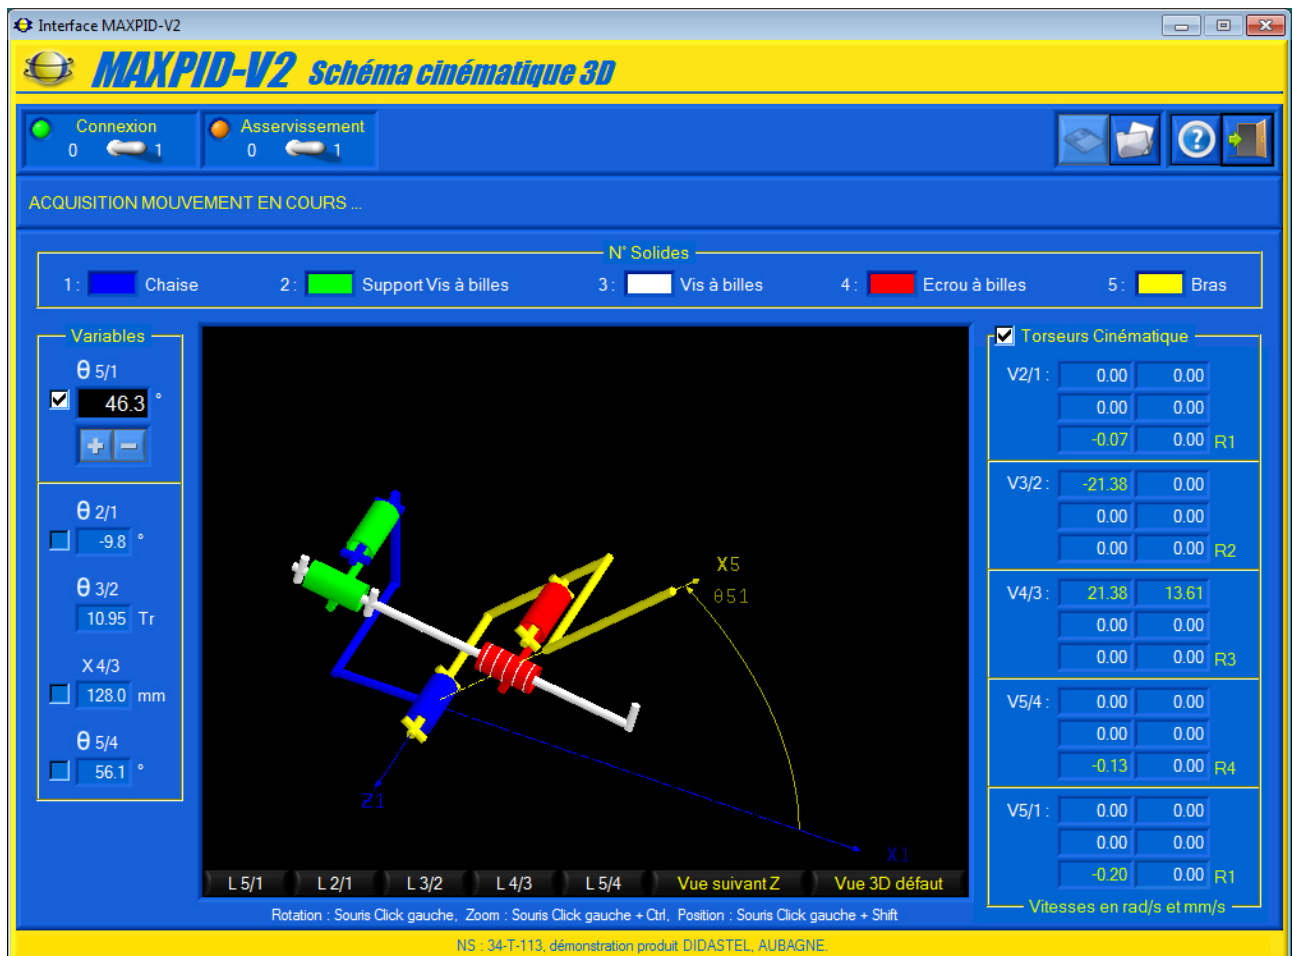 Interface MAXPID-V2
MAXPID-V2 Schéma cinématique 3D
Connexion
0 1
Asservissement
0 1
?
ACQUISITION MOUVEMENT EN COURS ...
N° Solides
1 : Chaise 2 : Support Vis à billes 3 : Vis à billes 4 : Ecrou à billes 5 : Bras
Variables
θ 5/1
46.3 °
+ −
θ 2/1
-9.8 °
θ 3/2
10.95 Tr
X 4/3
128.0 mm
θ 5/4
56.1 °
X5
θ51
Z1
X1
L 5/1 L 2/1 L 3/2 L 4/3 L 5/4 Vue suivant Z Vue 3D défaut
Rotation : Souris Click gauche, Zoom : Souris Click gauche + Ctrl, Position : Souris Click gauche + Shift
Torseurs Cinématique
V2/1 : 0.00 0.00
0.00 0.00
-0.07 0.00 R1
V3/2 : -21.38 0.00
0.00 0.00
0.00 0.00 R2
V4/3 : 21.38 13.61
0.00 0.00
0.00 0.00 R3
V5/4 : 0.00 0.00
0.00 0.00
-0.13 0.00 R4
V5/1 : 0.00 0.00
0.00 0.00
-0.20 0.00 R1
Vitesses en rad/s et mm/s
NS : 34-T-113, démonstration produit DIDASTEL, AUBAGNE.